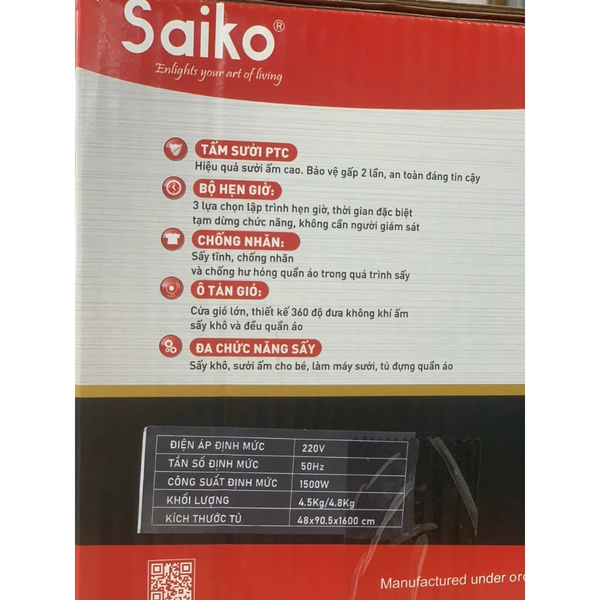 Saiko®
Enlights your art of living
TẤM SƯỞI PTC
Hiệu quả sưởi ấm cao. Bảo vệ gấp 2 lần, an toàn đáng tin cậy
BỘ HẸN GIỜ:
3 lựa chọn lập trình hẹn giờ, thời gian đặc biệt
tạm dừng chức năng, không cần người giám sát
CHỐNG NHĂN:
Sấy tĩnh, chống nhăn
và chống hư hỏng quần áo trong quá trình sấy
Ô TẢN GIÓ:
Cửa gió lớn, thiết kế 360 độ đưa không khí ấm
sấy khô và đều quần áo
ĐA CHỨC NĂNG SẤY
Sấy khô, sưởi ấm cho bé, làm máy sưởi, tủ đựng quần áo
ĐIỆN ÁP ĐỊNH MỨC 220V
TẦN SỐ ĐỊNH MỨC 50Hz
CÔNG SUẤT ĐỊNH MỨC 1500W
KHỐI LƯỢNG 4.5Kg/4.8Kg
KÍCH THƯỚC TỦ 48x90.5x1600 cm
Manufactured under